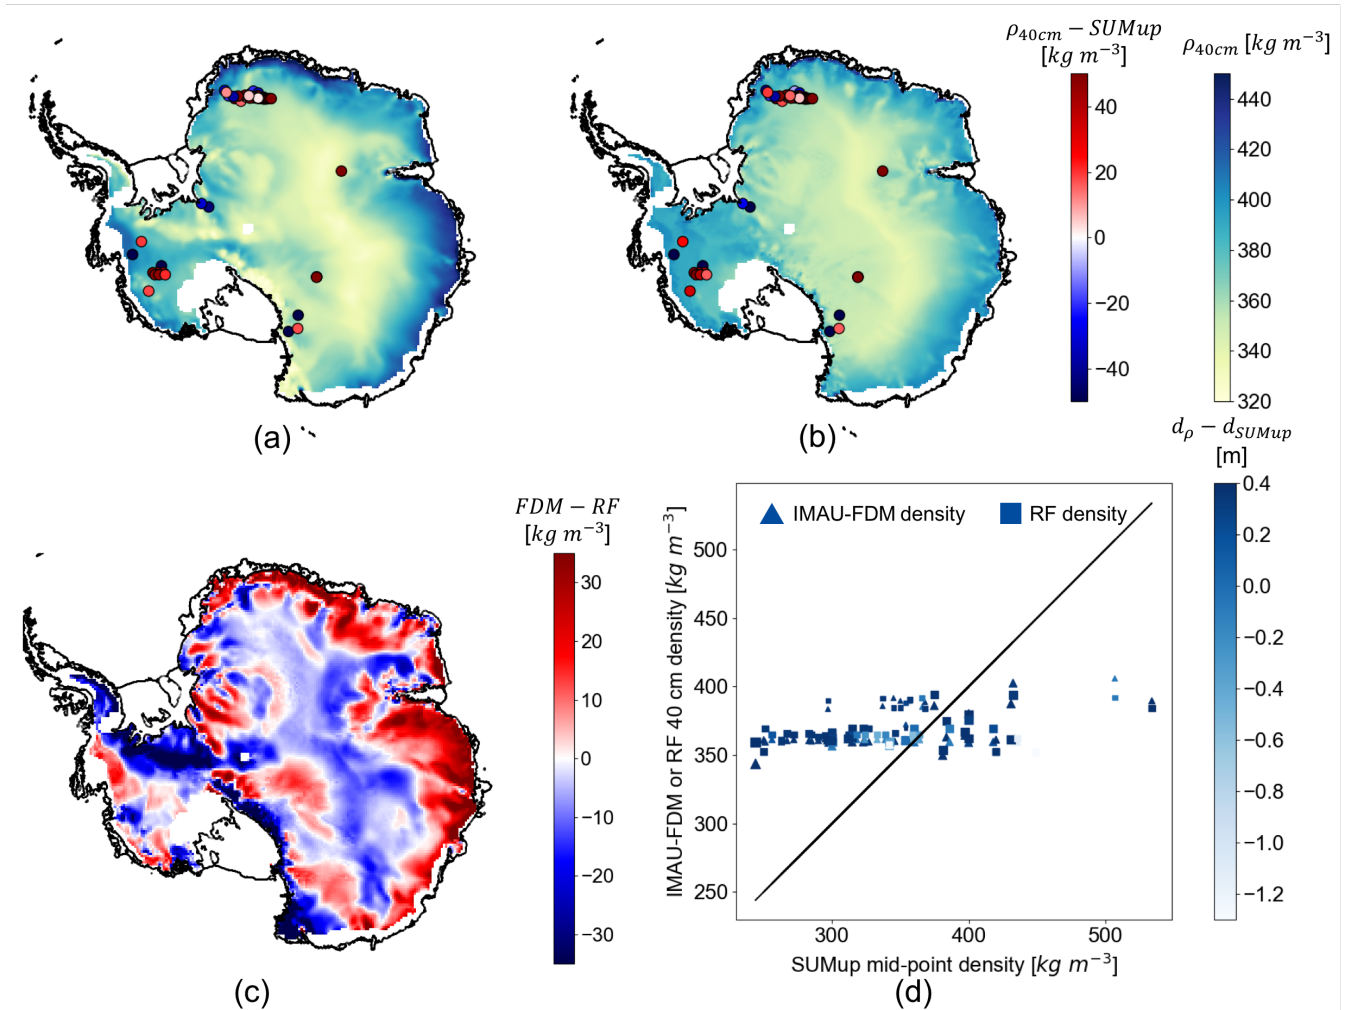 ρ40cm − SUMup
[kg m−3]
ρ40cm [kg m−3]
40
20
0
−20
−40
440
420
400
380
360
340
320
(a)
(b)
dρ − dSUMup
[m]
FDM − RF
[kg m−3]
30
20
10
0
−10
−20
−30
(c)
IMAU-FDM or RF 40 cm density [kg m−3]
500
450
400
350
300
250
IMAU-FDM density
RF density
300
400
500
SUMup mid-point density [kg m−3]
(d)
0.4
0.2
0.0
−0.2
−0.4
−0.6
−0.8
−1.0
−1.2